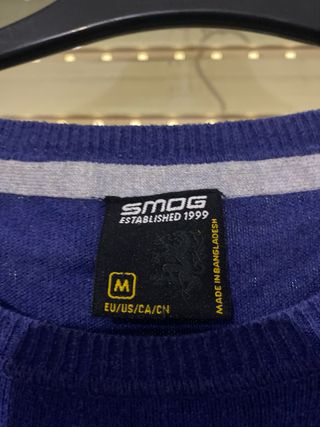 SMOG
ESTABLISHED 1999
M
EU/US/CA/CN
MADE IN BANGLADESH